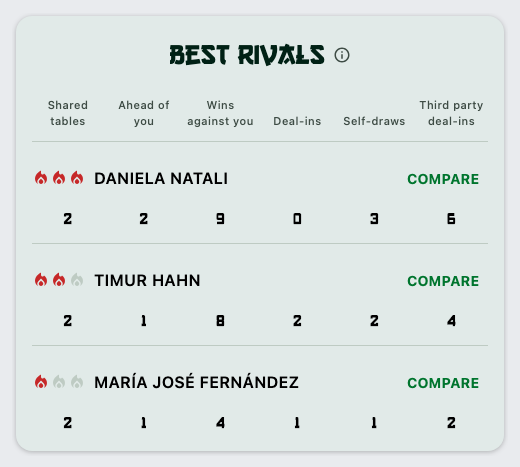 BEST RIVALS
Shared tables Ahead of you Wins against you Deal-ins Self-draws Third party deal-ins
DANIELA NATALI COMPARE
2 2 9 0 3 6
TIMUR HAHN COMPARE
2 1 8 2 2 4
MARÍA JOSÉ FERNÁNDEZ COMPARE
2 1 4 1 1 2